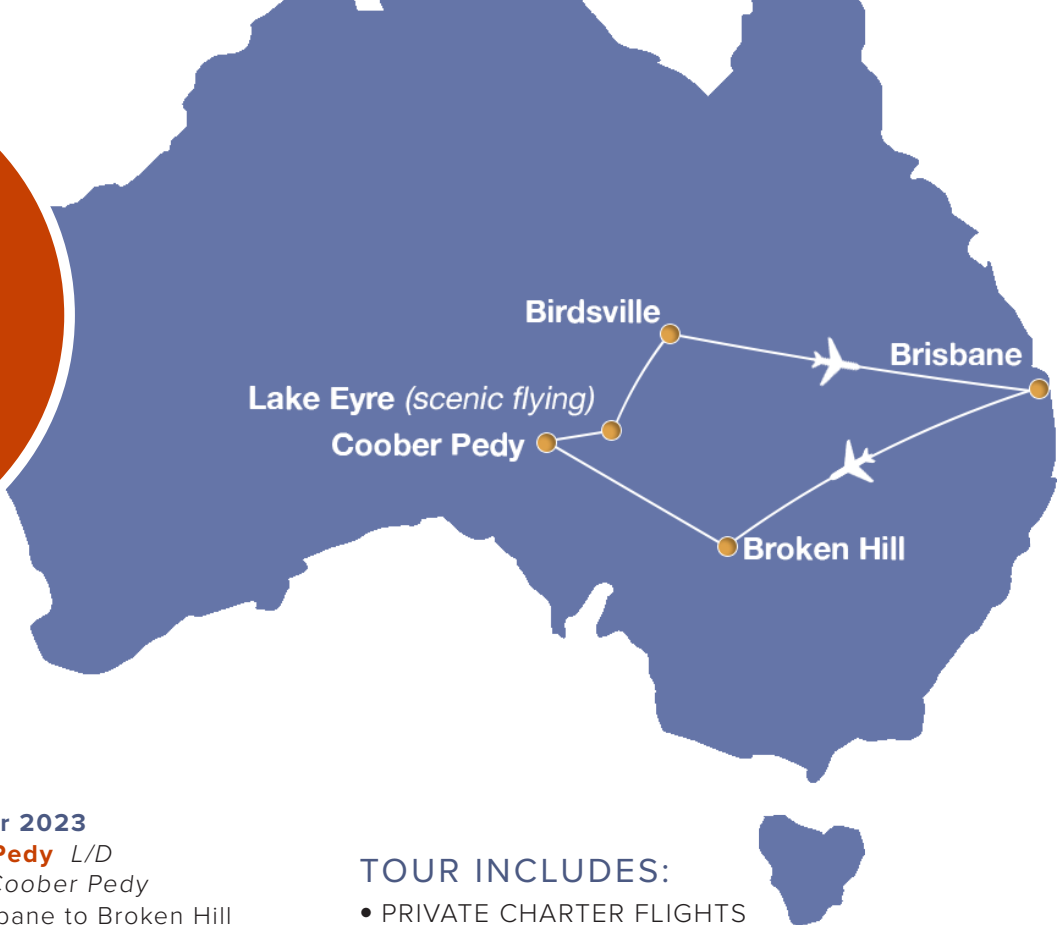 Birdsville
Brisbane
Lake Eyre (scenic flying)
Coober Pedy
Broken Hill
r 2023
Pedy L/D
Coober Pedy
bane to Broken Hill
TOUR INCLUDES:
• PRIVATE CHARTER FLIGHTS